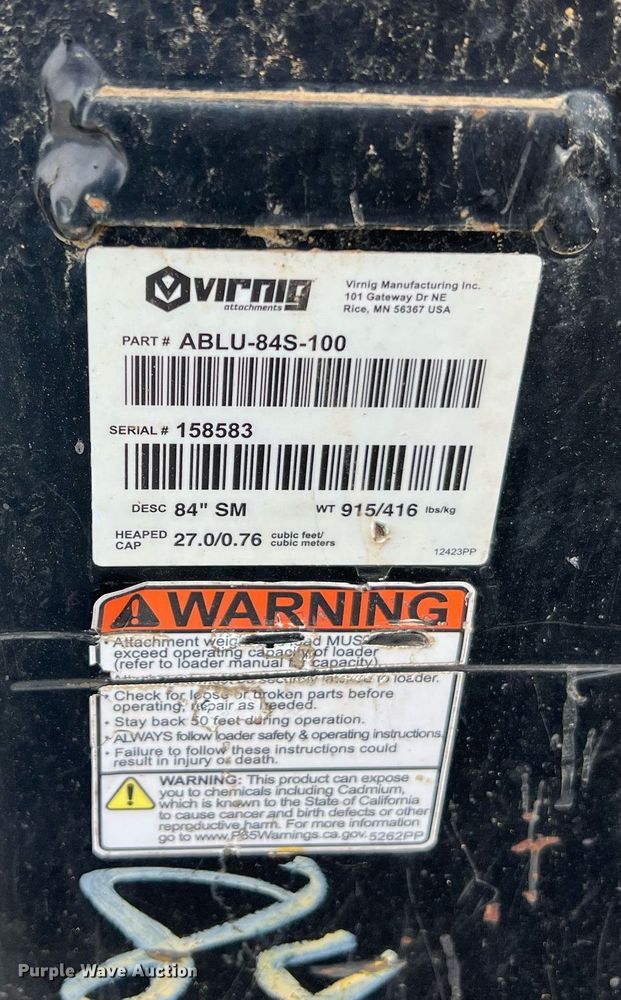 virnig
attachments
Virnig Manufacturing Inc.
101 Gateway Dr NE
Rice, MN 56367 USA
PART # ABLU-84S-100
SERIAL # 158583
DESC 84" SM WT 915/416 lbs/kg
HEAPED CAP 27.0/0.76 cubic feet/ cubic meters
12423PP
WARNING
• Attachment load MUST
exceed operating capacity of loader
(refer to loader manual capacity)
to loader.
• Check for loose or broken parts before
operating, repair as needed.
• Stay back 50 feet during operation.
• ALWAYS follow loader safety & operating instructions.
• Failure to follow these instructions could
result in injury or death.
WARNING: This product can expose
you to chemicals including Cadmium,
which is known to the State of California
to cause cancer and birth defects or other
reproductive harm. For more information
go to www.P65Warnings.ca.gov. 5262PP
Purple Wave Auction